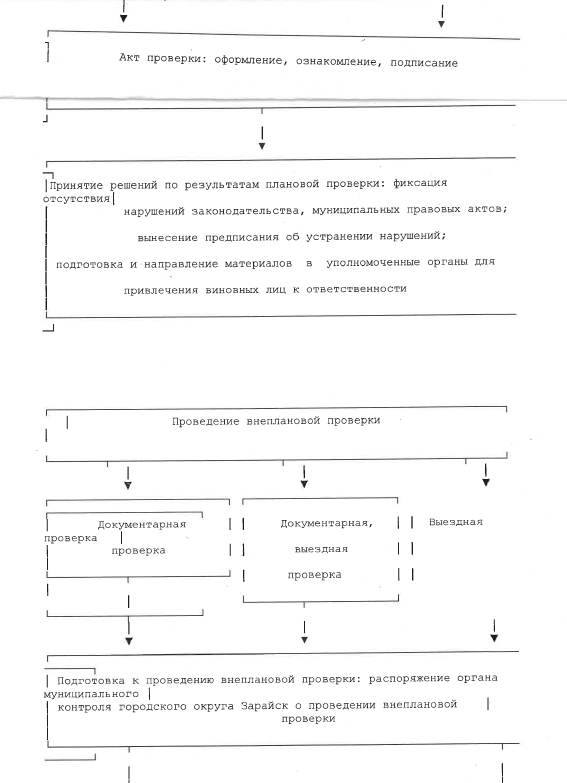 Акт проверки: оформление, ознакомление, подписание
Принятие решений по результатам плановой проверки: фиксация
отсутствия
нарушений законодательства, муниципальных правовых актов;
вынесение предписания об устранении нарушений;
подготовка и направление материалов в уполномоченные органы для
привлечения виновных лиц к ответственности
Проведение внеплановой проверки
Документарная Документарная, Выездная
проверка
проверка выездная
проверка
Подготовка к проведению внеплановой проверки: распоряжение органа
муниципального
контроля городского округа Зарайск о проведении внеплановой
проверки